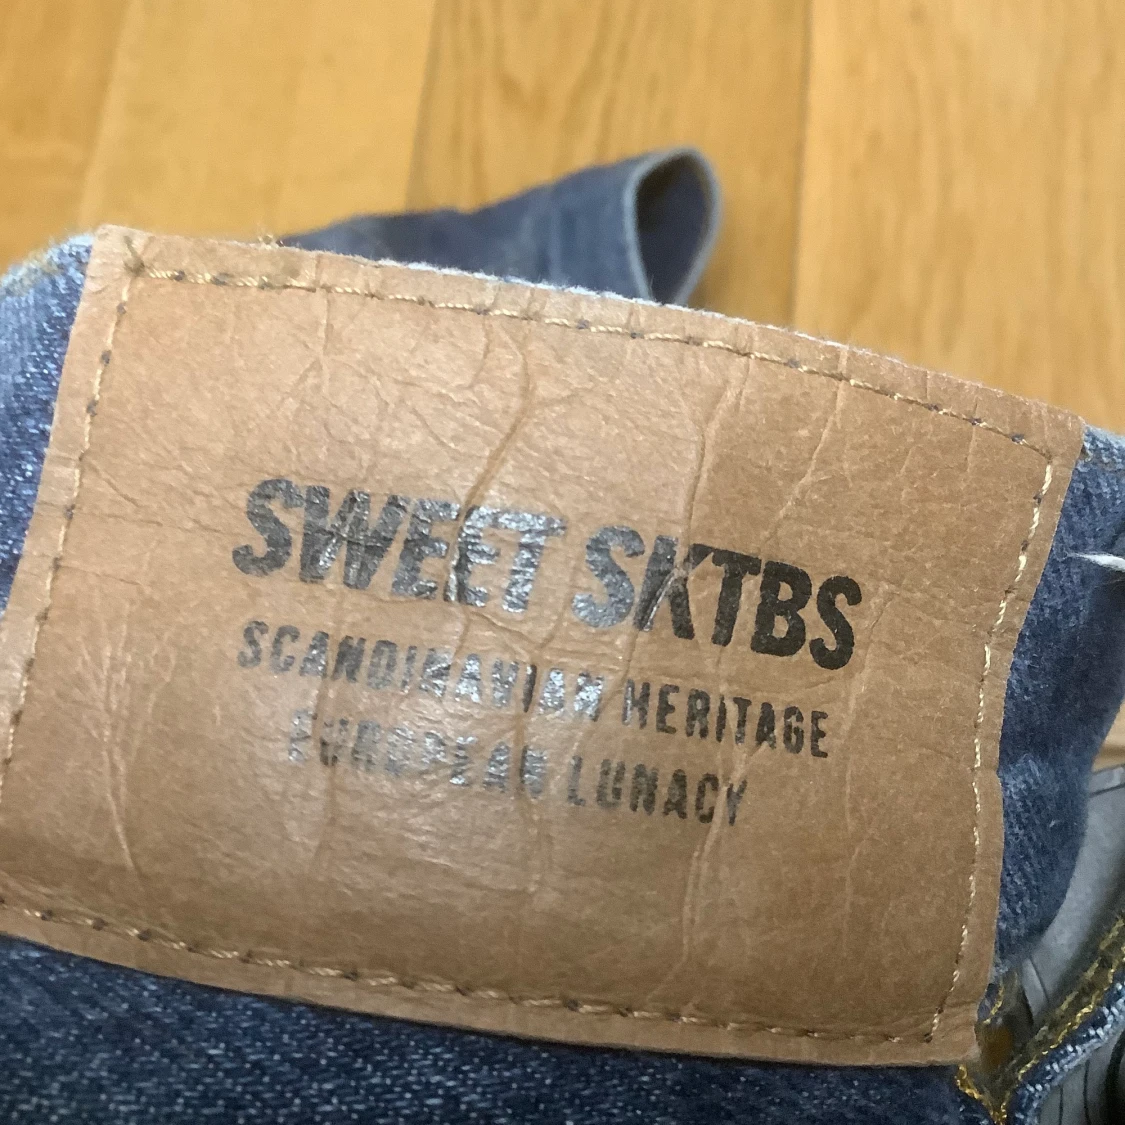 SWEET SKTBS
SCANDINAVIAN HERITAGE
EUROPEAN LUNACY